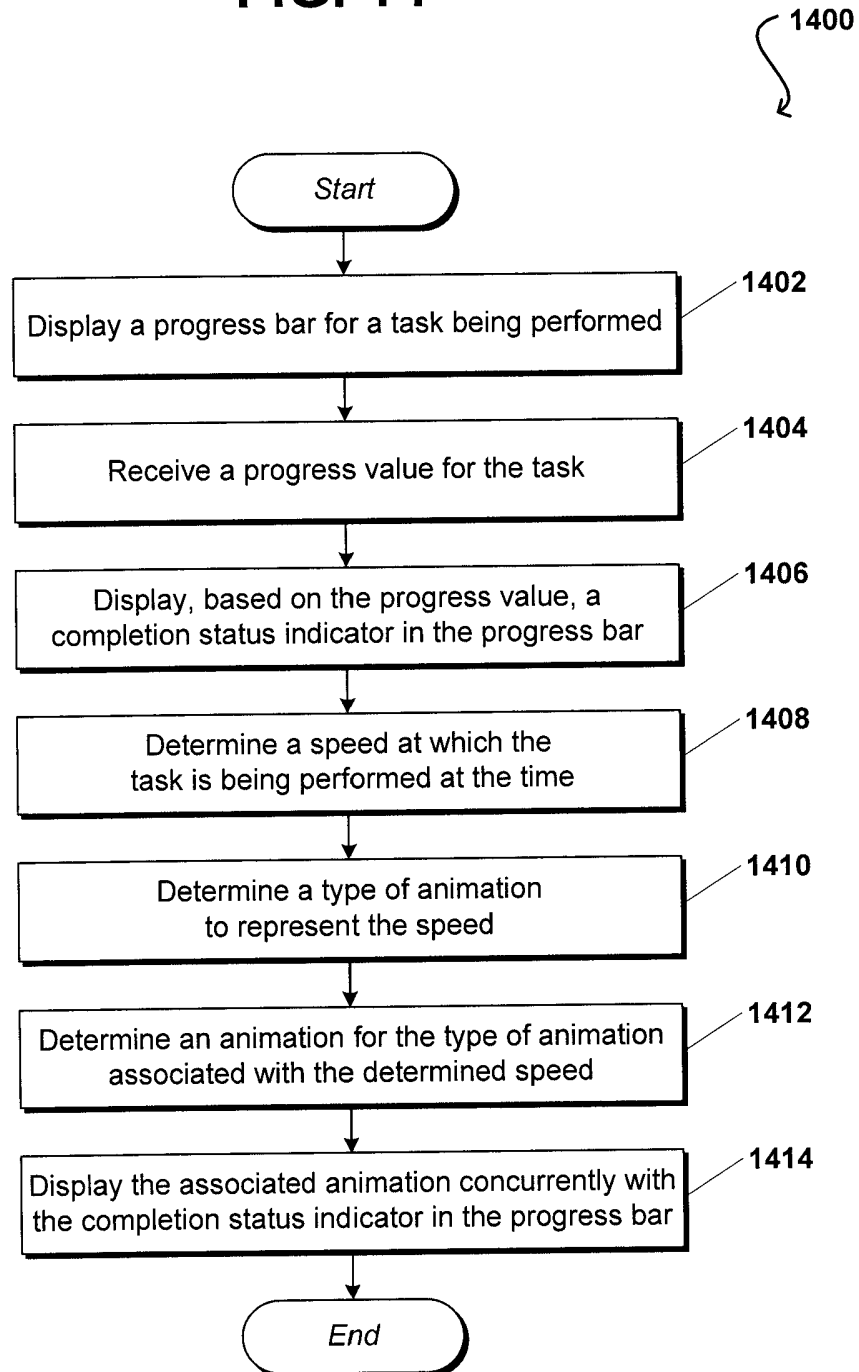 1400
Start
1402
Display a progress bar for a task being performed
1404
Receive a progress value for the task
1406
Display, based on the progress value, a
completion status indicator in the progress bar
1408
Determine a speed at which the
task is being performed at the time
1410
Determine a type of animation
to represent the speed
1412
Determine an animation for the type of animation
associated with the determined speed
1414
Display the associated animation concurrently with
the completion status indicator in the progress bar
End